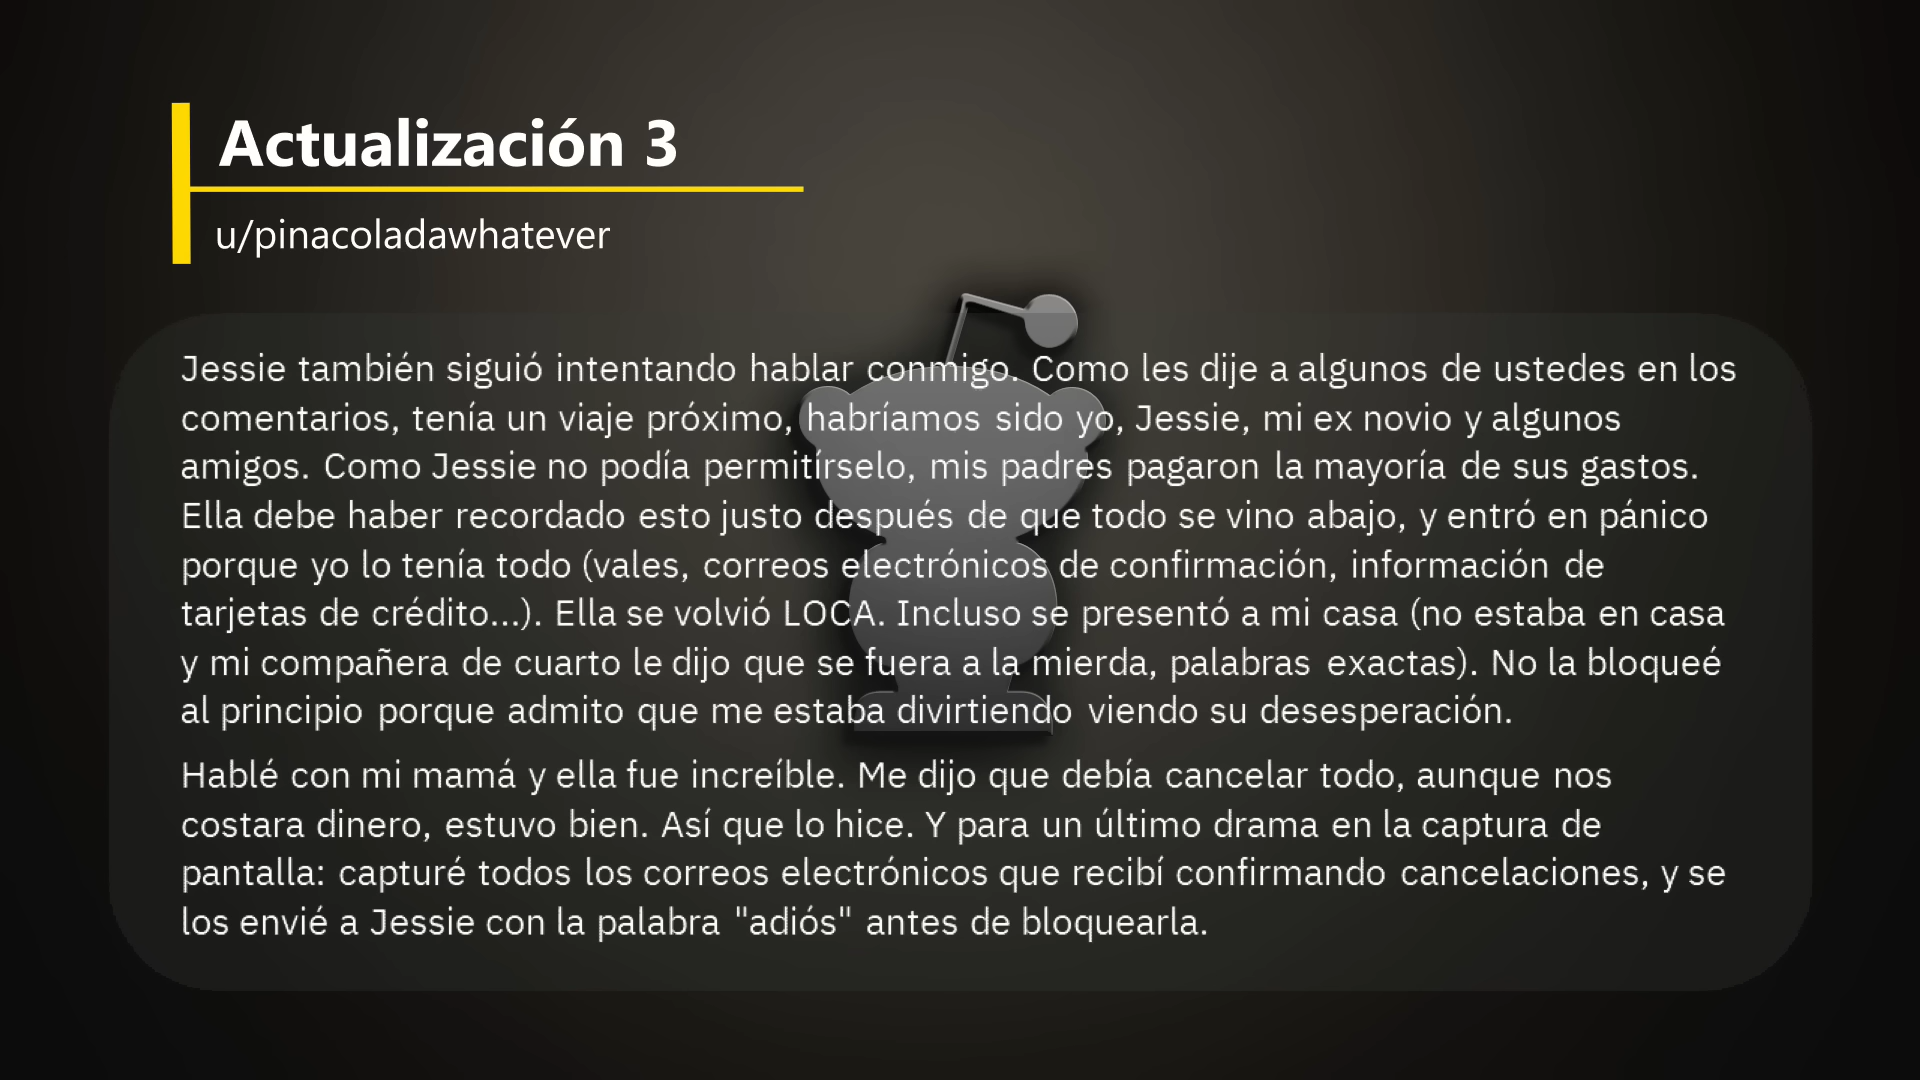 Actualización 3
u/pinacoladawhatever
Jessie también siguió intentando hablar conmigo. Como les dije a algunos de ustedes en los
comentarios, tenía un viaje próximo, habríamos sido yo, Jessie, mi ex novio y algunos
amigos. Como Jessie no podía permitírselo, mis padres pagaron la mayoría de sus gastos.
Ella debe haber recordado esto justo después de que todo se vino abajo, y entró en pánico
porque yo lo tenía todo (vales, correos electrónicos de confirmación, información de
tarjetas de crédito...). Ella se volvió LOCA. Incluso se presentó a mi casa (no estaba en casa
y mi compañera de cuarto le dijo que se fuera a la mierda, palabras exactas). No la bloqueé
al principio porque admito que me estaba divirtiendo viendo su desesperación.
Hablé con mi mamá y ella fue increíble. Me dijo que debía cancelar todo, aunque nos
costara dinero, estuvo bien. Así que lo hice. Y para un último drama en la captura de
pantalla: capturé todos los correos electrónicos que recibí confirmando cancelaciones, y se
los envié a Jessie con la palabra "adiós" antes de bloquearla.